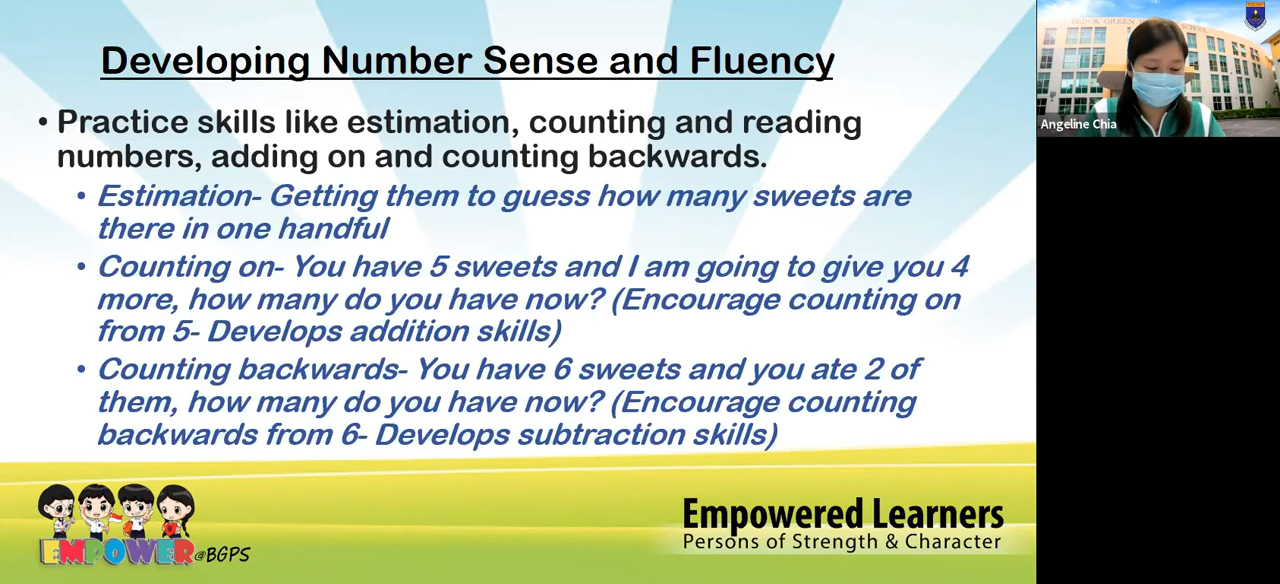 Developing Number Sense and Fluency
• Practice skills like estimation, counting and reading
numbers, adding on and counting backwards.
• Estimation- Getting them to guess how many sweets are
there in one handful
• Counting on- You have 5 sweets and I am going to give you 4
more, how many do you have now? (Encourage counting on
from 5- Develops addition skills)
• Counting backwards- You have 6 sweets and you ate 2 of
them, how many do you have now? (Encourage counting
backwards from 6- Develops subtraction skills)
EMPOWER@BGPS
Empowered Learners
Persons of Strength & Character
BROOK GREEN
SCHOOL
Angeline Chia